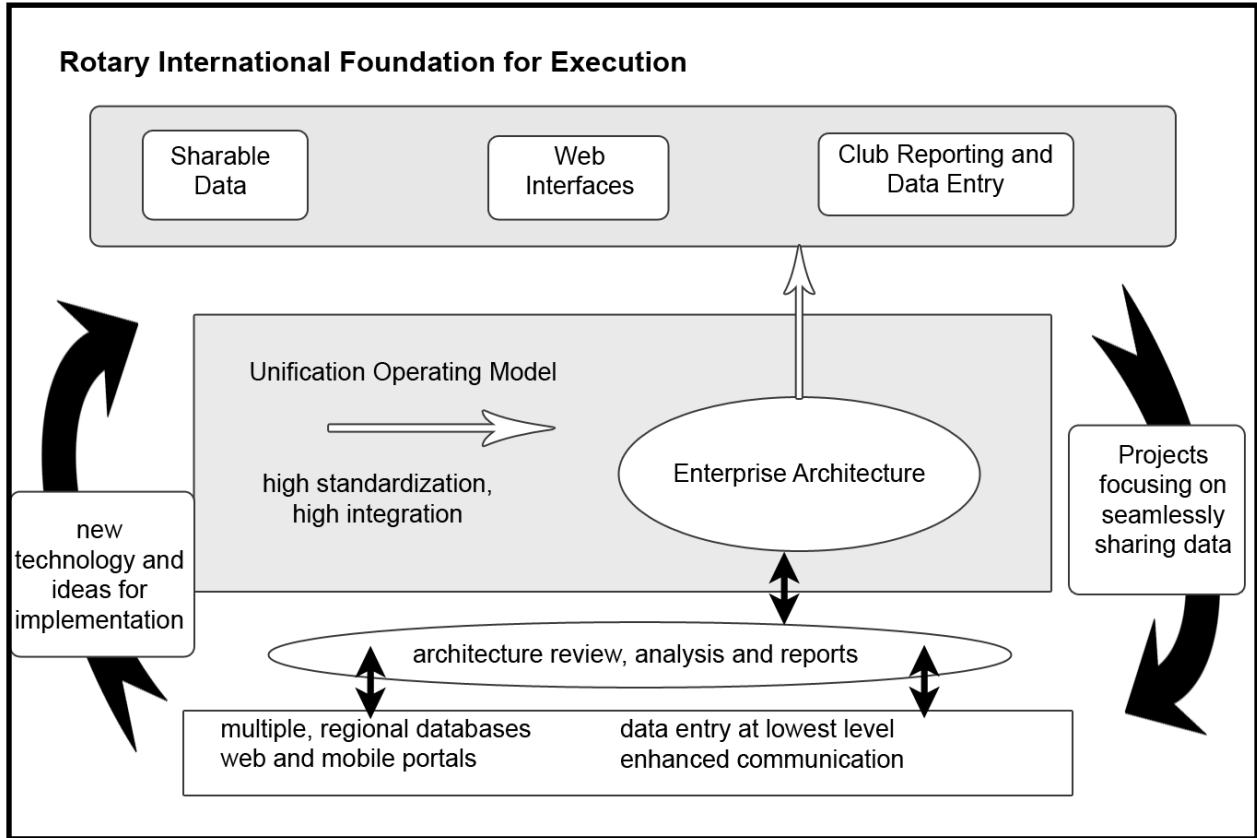 Rotary International Foundation for Execution
Sharable
Data
Web
Interfaces
Club Reporting and
Data Entry
Unification Operating Model
high standardization,
high integration
Enterprise Architecture
new
technology and
ideas for
implementation
Projects
focusing on
seamlessly
sharing data
architecture review, analysis and reports
multiple, regional databases
web and mobile portals
data entry at lowest level
enhanced communication